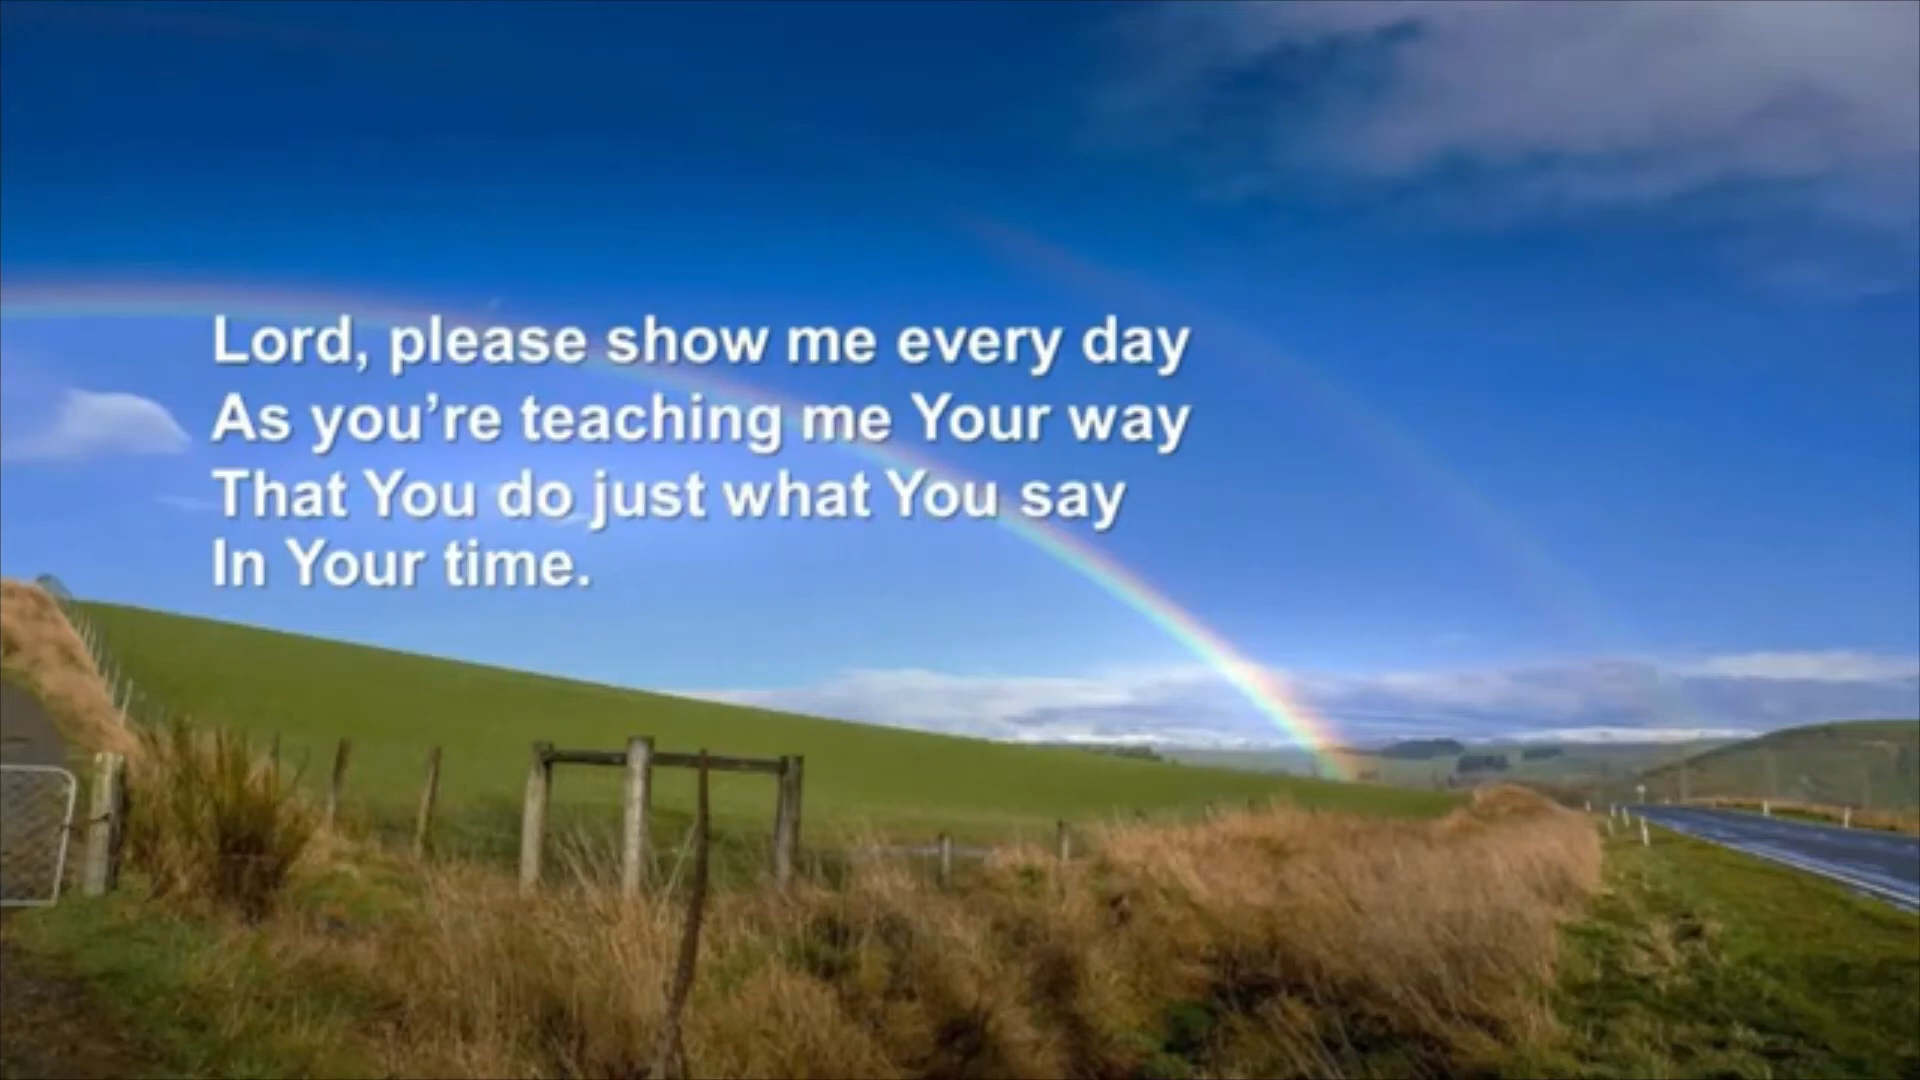 Lord, please show me every day
As you’re teaching me Your way
That You do just what You say
In Your time.